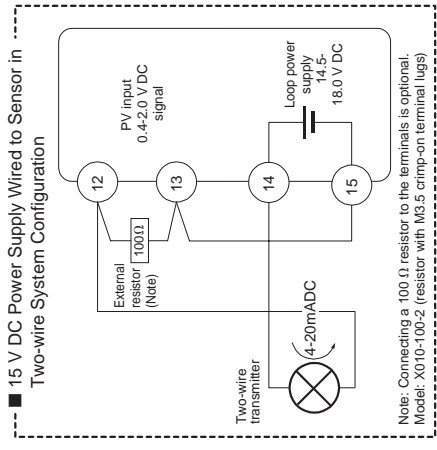 ■ 15 V DC Power Supply Wired to Sensor in
Two-wire System Configuration
PV input
0.4-2.0 V DC
signal
Loop power
supply
14.5-
18.0 V DC
12
13
14
15
External
resistor
(Note)
100Ω
Two-wire
transmitter
4-20mADC
Note: Connecting a 100 Ω resistor to the terminals is optional.
Model: X010-100-2 (resistor with M3.5 crimp-on terminal lugs)